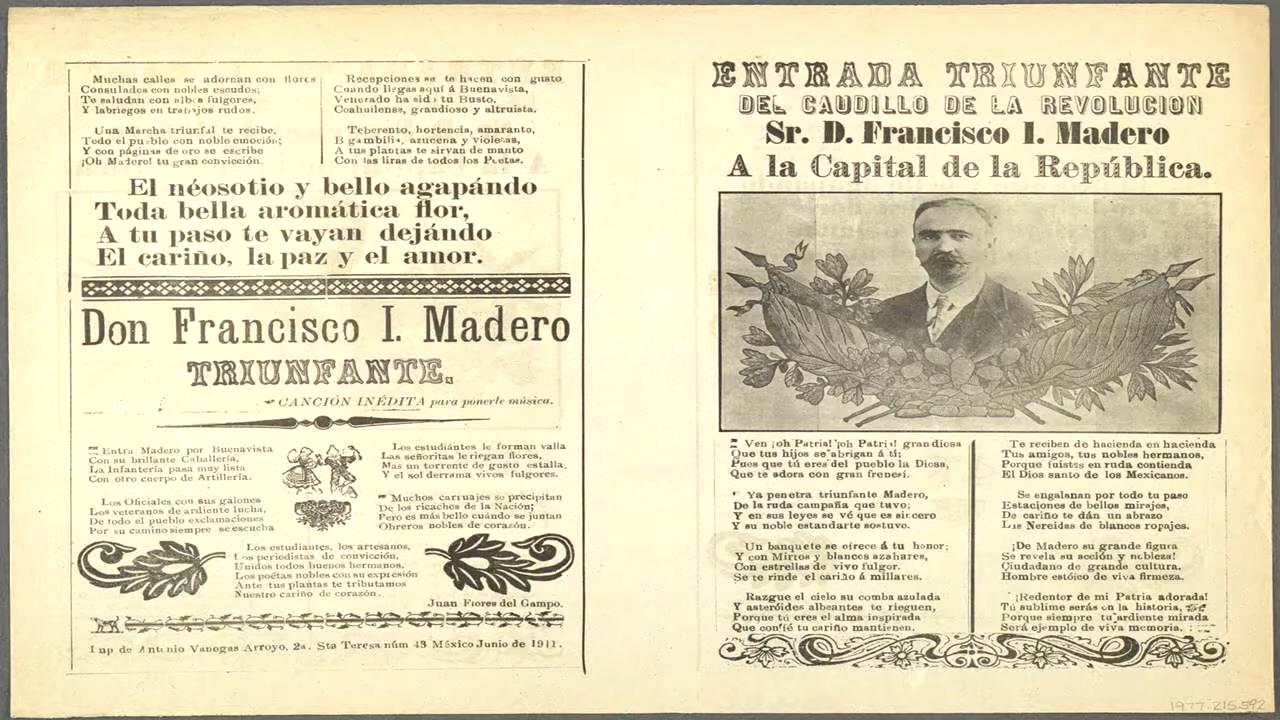 Muchas calles se adornan con flores
Consulados con nobles escudos;
Te saludan con albos fulgores,
Y labriegos en trabajos rudos.
Una Marcha triunfal te recibe,
Todo el pueblo con noble emoción;
Y con páginas de oro se escribe
¡Oh Madero! tu gran convicción.
Recepciones se te hacen con gusto
Cuando llegas aquí á Buenavista,
Venerado ha sido tu Busto,
Coahuilense, grandioso y altruista.
Teberento, hortencia, amaranto,
B gambilia, azucena y violetas,
A tus plantas te sirvan de manto
Con las liras de todos los Poetas.
El néosotio y bello agapándo
Toda bella aromática flor,
A tu paso te vayan dejándo
El cariño, la paz y el amor.
Don Francisco I. Madero
TRIUNFANTE.
CANCIÓN INÉDITA para ponerle música.
Entra Madero por Buenavista
Con su brillante Caballería,
La Infantería pasa muy lista
Con otro cuerpo de Artillería.
Los Oficiales con sus galones
Los veteranos de ardiente lucha,
De todo el pueblo exclamaciones
Por su camino siempre se escucha
Los estudiántes le forman valla
Las señoritas le riegan flores,
Mas un torrente de gusto estalla,
Y el sol derrama vivos fulgores.
Muchos carruajes se precipitan
De los ricachos de la Nación;
Pero es más bello cuándo se juntan
Obreros nobles de corazón.
Los estudiantes, los artesanos,
Los periodistas de convicción,
Unidos todos buenos hermanos,
Los poétas nobles con su expresión
Ante tus plantas te tributamos
Nuestro cariño de corazón.
Juan Flores del Campo.
Imp de Antonio Vanegas Arroyo, 2a. Sta Teresa núm 43 México Junio de 1911.
ENTRADA TRIUNFANTE
DEL CAUDILLO DE LA REVOLUCION
Sr. D. Francisco I. Madero
A la Capital de la República.
Ven ¡oh Patria! ¡oh Patria! grandiosa
Que tus hijos se abrigan á tí;
Pues que tú eres del pueblo la Diosa,
Que te adora con gran frenesí.
Ya penetra triunfante Madero,
De la ruda campaña que tuvo;
Y en sus leyes se vé que es sincero
Y su noble estandarte sostuvo.
Un banquete se ofrece á tu honor;
Y con Mirtos y blancos azahares,
Con estrellas de vivo fulgor.
Se te rinde el cariño á millares.
Razgue el cielo su comba azulada
Y asteróides albeantes te rieguen,
Porque tú eres el alma inspirada
Que con fé tu cariño mantienen.
Te reciben de hacienda en hacienda
Tus amigos, tus nobles hermanos,
Porque fuistes en ruda contienda
El Dios santo de los Mexicanos.
Se engalanan por todo tu paso
Estaciones de bellos mirajes,
De cariño te dán un abrazo
Las Nereidas de blancos ropajes.
¡De Madero su grande figura
Se revela su acción y nobleza!
Ciudadano de grande cultura,
Hombre estóico de viva firmeza.
¡Redentor de mi Patria adorada!
Tú sublime serás en la historia,
Porque siempre tu ardiente mirada
Será ejemplo de viva memoria.
1977.215.592